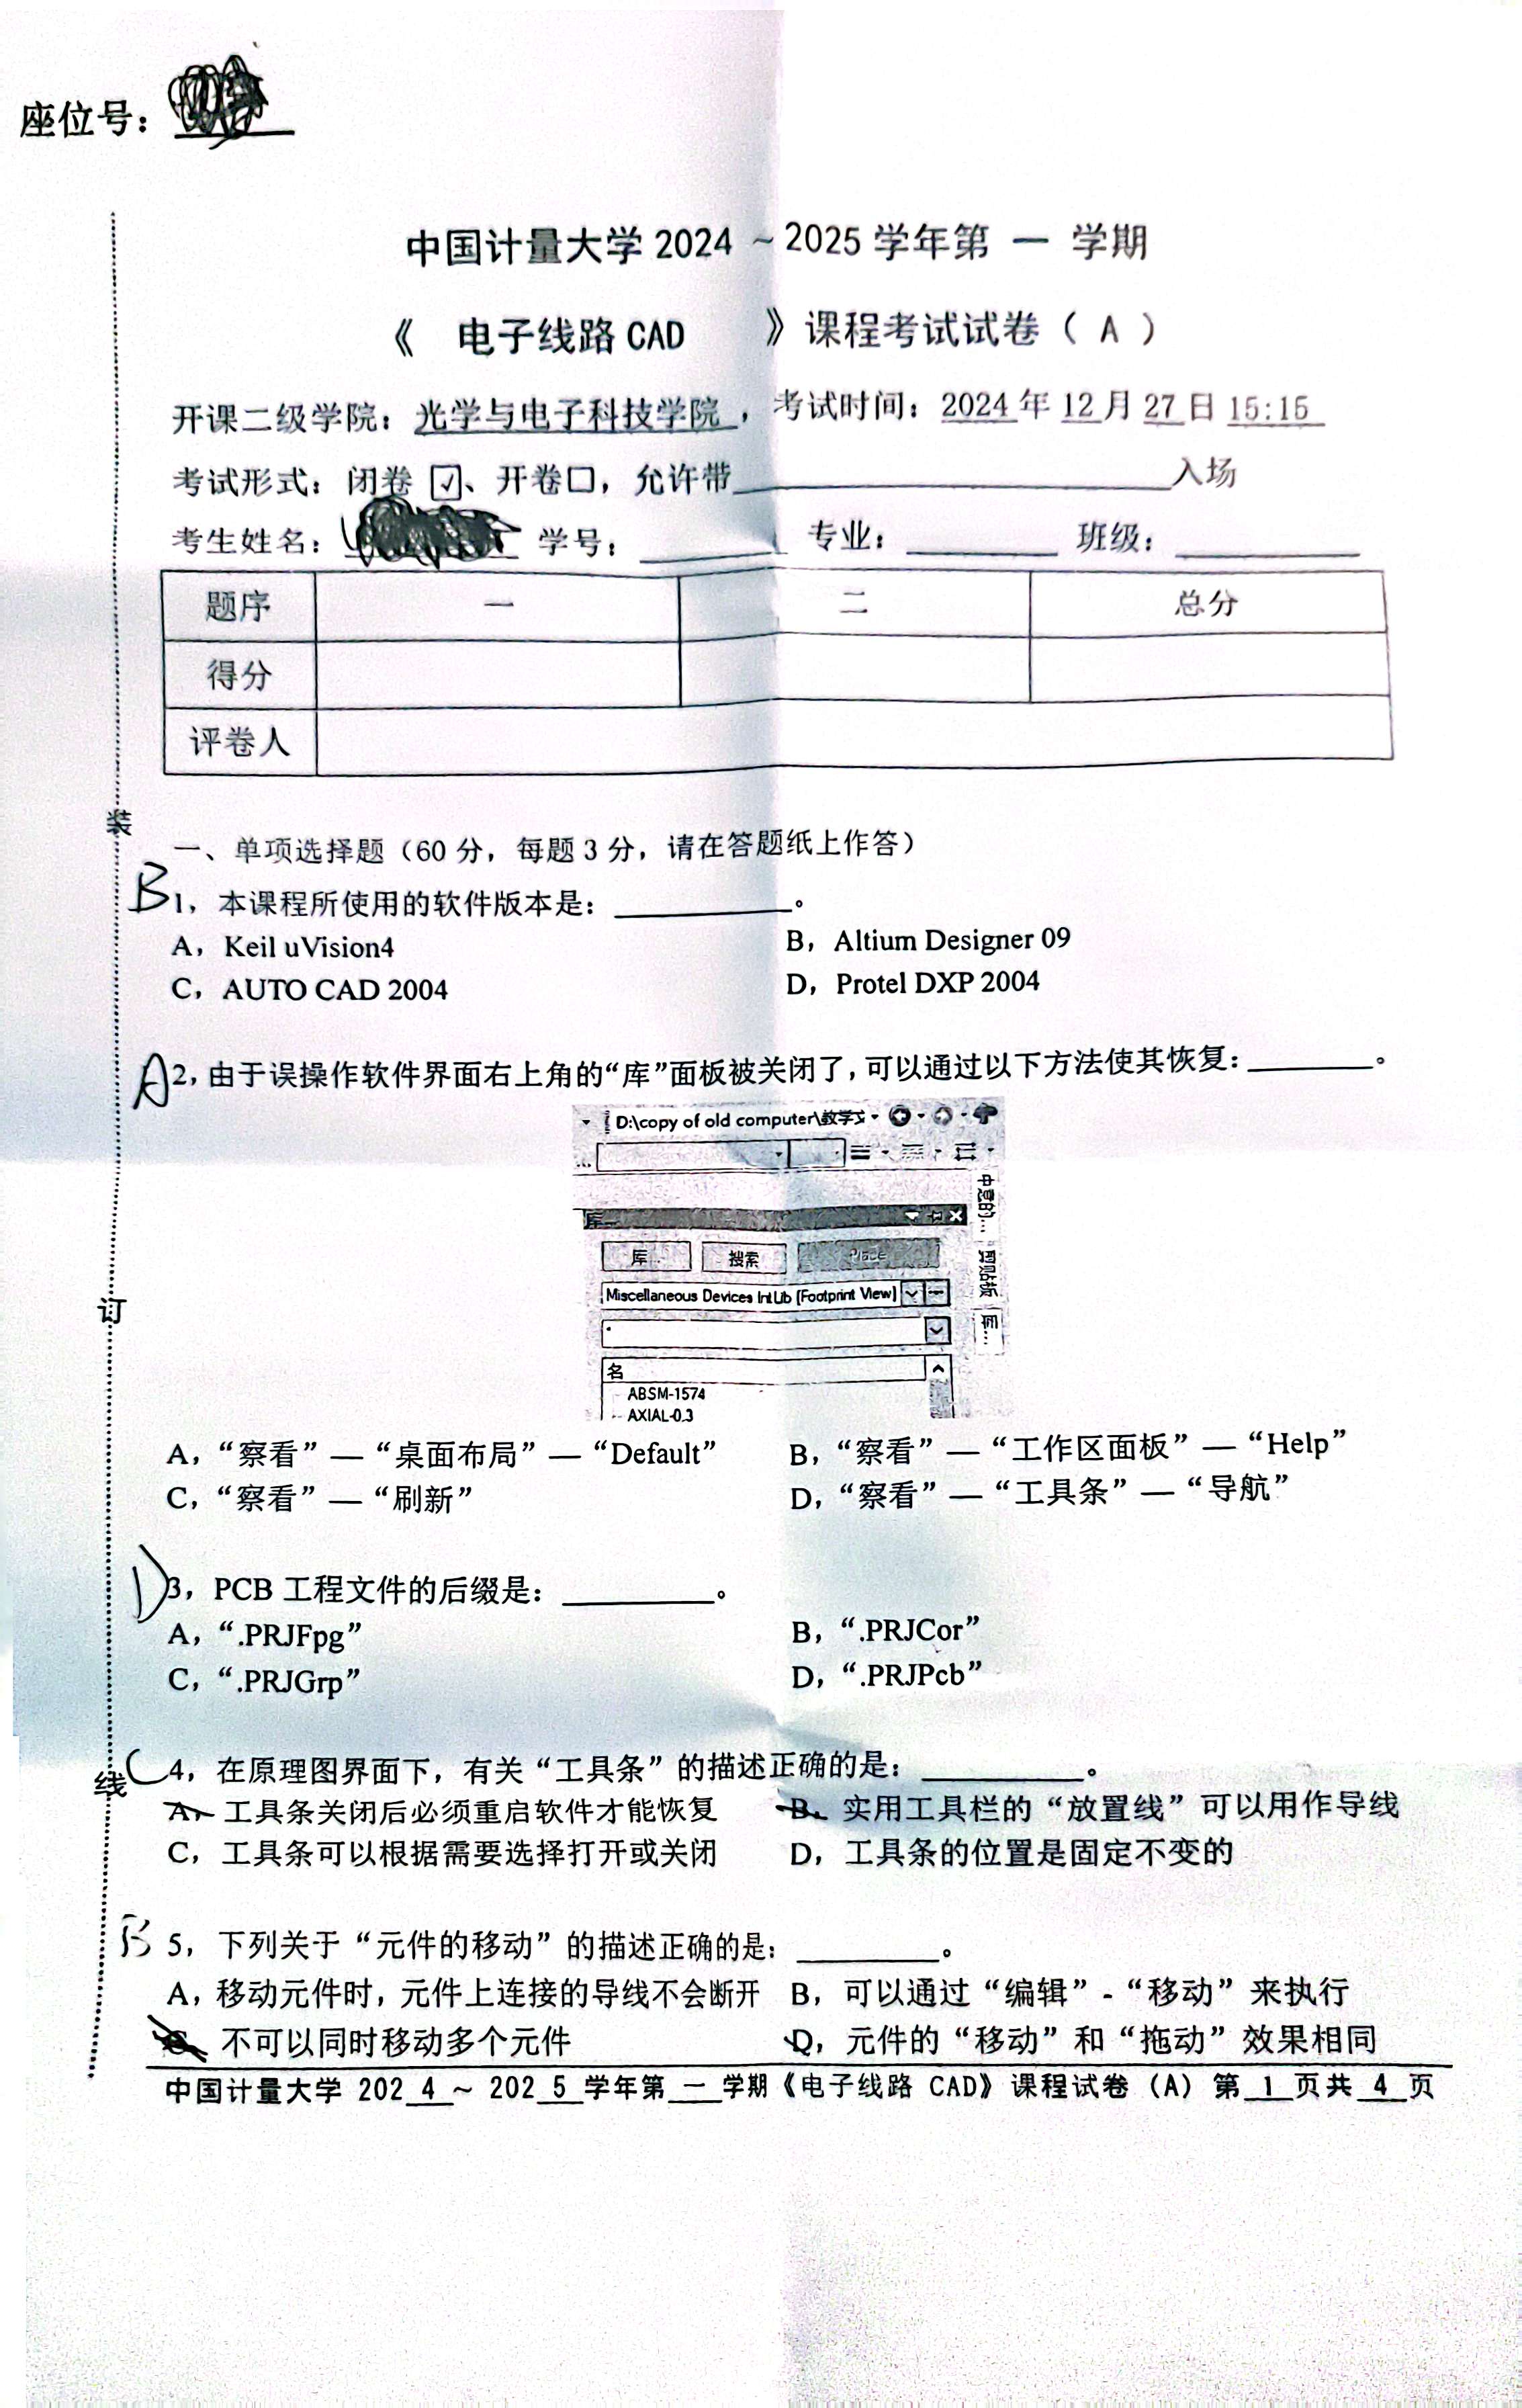 座位号：
中国计量大学 2024 ~ 2025 学年第 一 学期
《 电子线路 CAD 》课程考试试卷（ A ）
开课二级学院：光学与电子科技学院，考试时间：2024 年 12 月 27 日 15:15
考试形式：闭卷 ☑、开卷□，允许带 入场
考生姓名： 学号： 专业： 班级：
题序 一 二 总分
得分
评卷人
装
订
线
一、单项选择题（60 分，每题 3 分，请在答题纸上作答）
B 1，本课程所使用的软件版本是：________。
A，Keil uVision4 B，Altium Designer 09
C，AUTO CAD 2004 D，Protel DXP 2004
A 2，由于误操作软件界面右上角的“库”面板被关闭了，可以通过以下方法使其恢复：________。
D:\copy of old computer\教学文
中意的...
库...
库... 搜索 Place
剪贴板
Miscellaneous Devices IntLib [Footprint View] ...
库...
*
名
ABSM-1574
AXIAL-0.3
A，“察看” — “桌面布局” — “Default” B，“察看” — “工作区面板” — “Help”
C，“察看” — “刷新” D，“察看” — “工具条” — “导航”
D 3，PCB 工程文件的后缀是：________。
A，“.PRJFpg” B，“.PRJCor”
C，“.PRJGrp” D，“.PRJPcb”
C 4，在原理图界面下，有关“工具条”的描述正确的是：________。
A，工具条关闭后必须重启软件才能恢复 B，实用工具栏的“放置线”可以用作导线
C，工具条可以根据需要选择打开或关闭 D，工具条的位置是固定不变的
B 5，下列关于“元件的移动”的描述正确的是：________。
A，移动元件时，元件上连接的导线不会断开 B，可以通过“编辑”-“移动”来执行
C，不可以同时移动多个元件 D，元件的“移动”和“拖动”效果相同
中国计量大学 202 4 ~ 202 5 学年第 一 学期《电子线路 CAD》课程试卷（A）第 1 页共 4 页